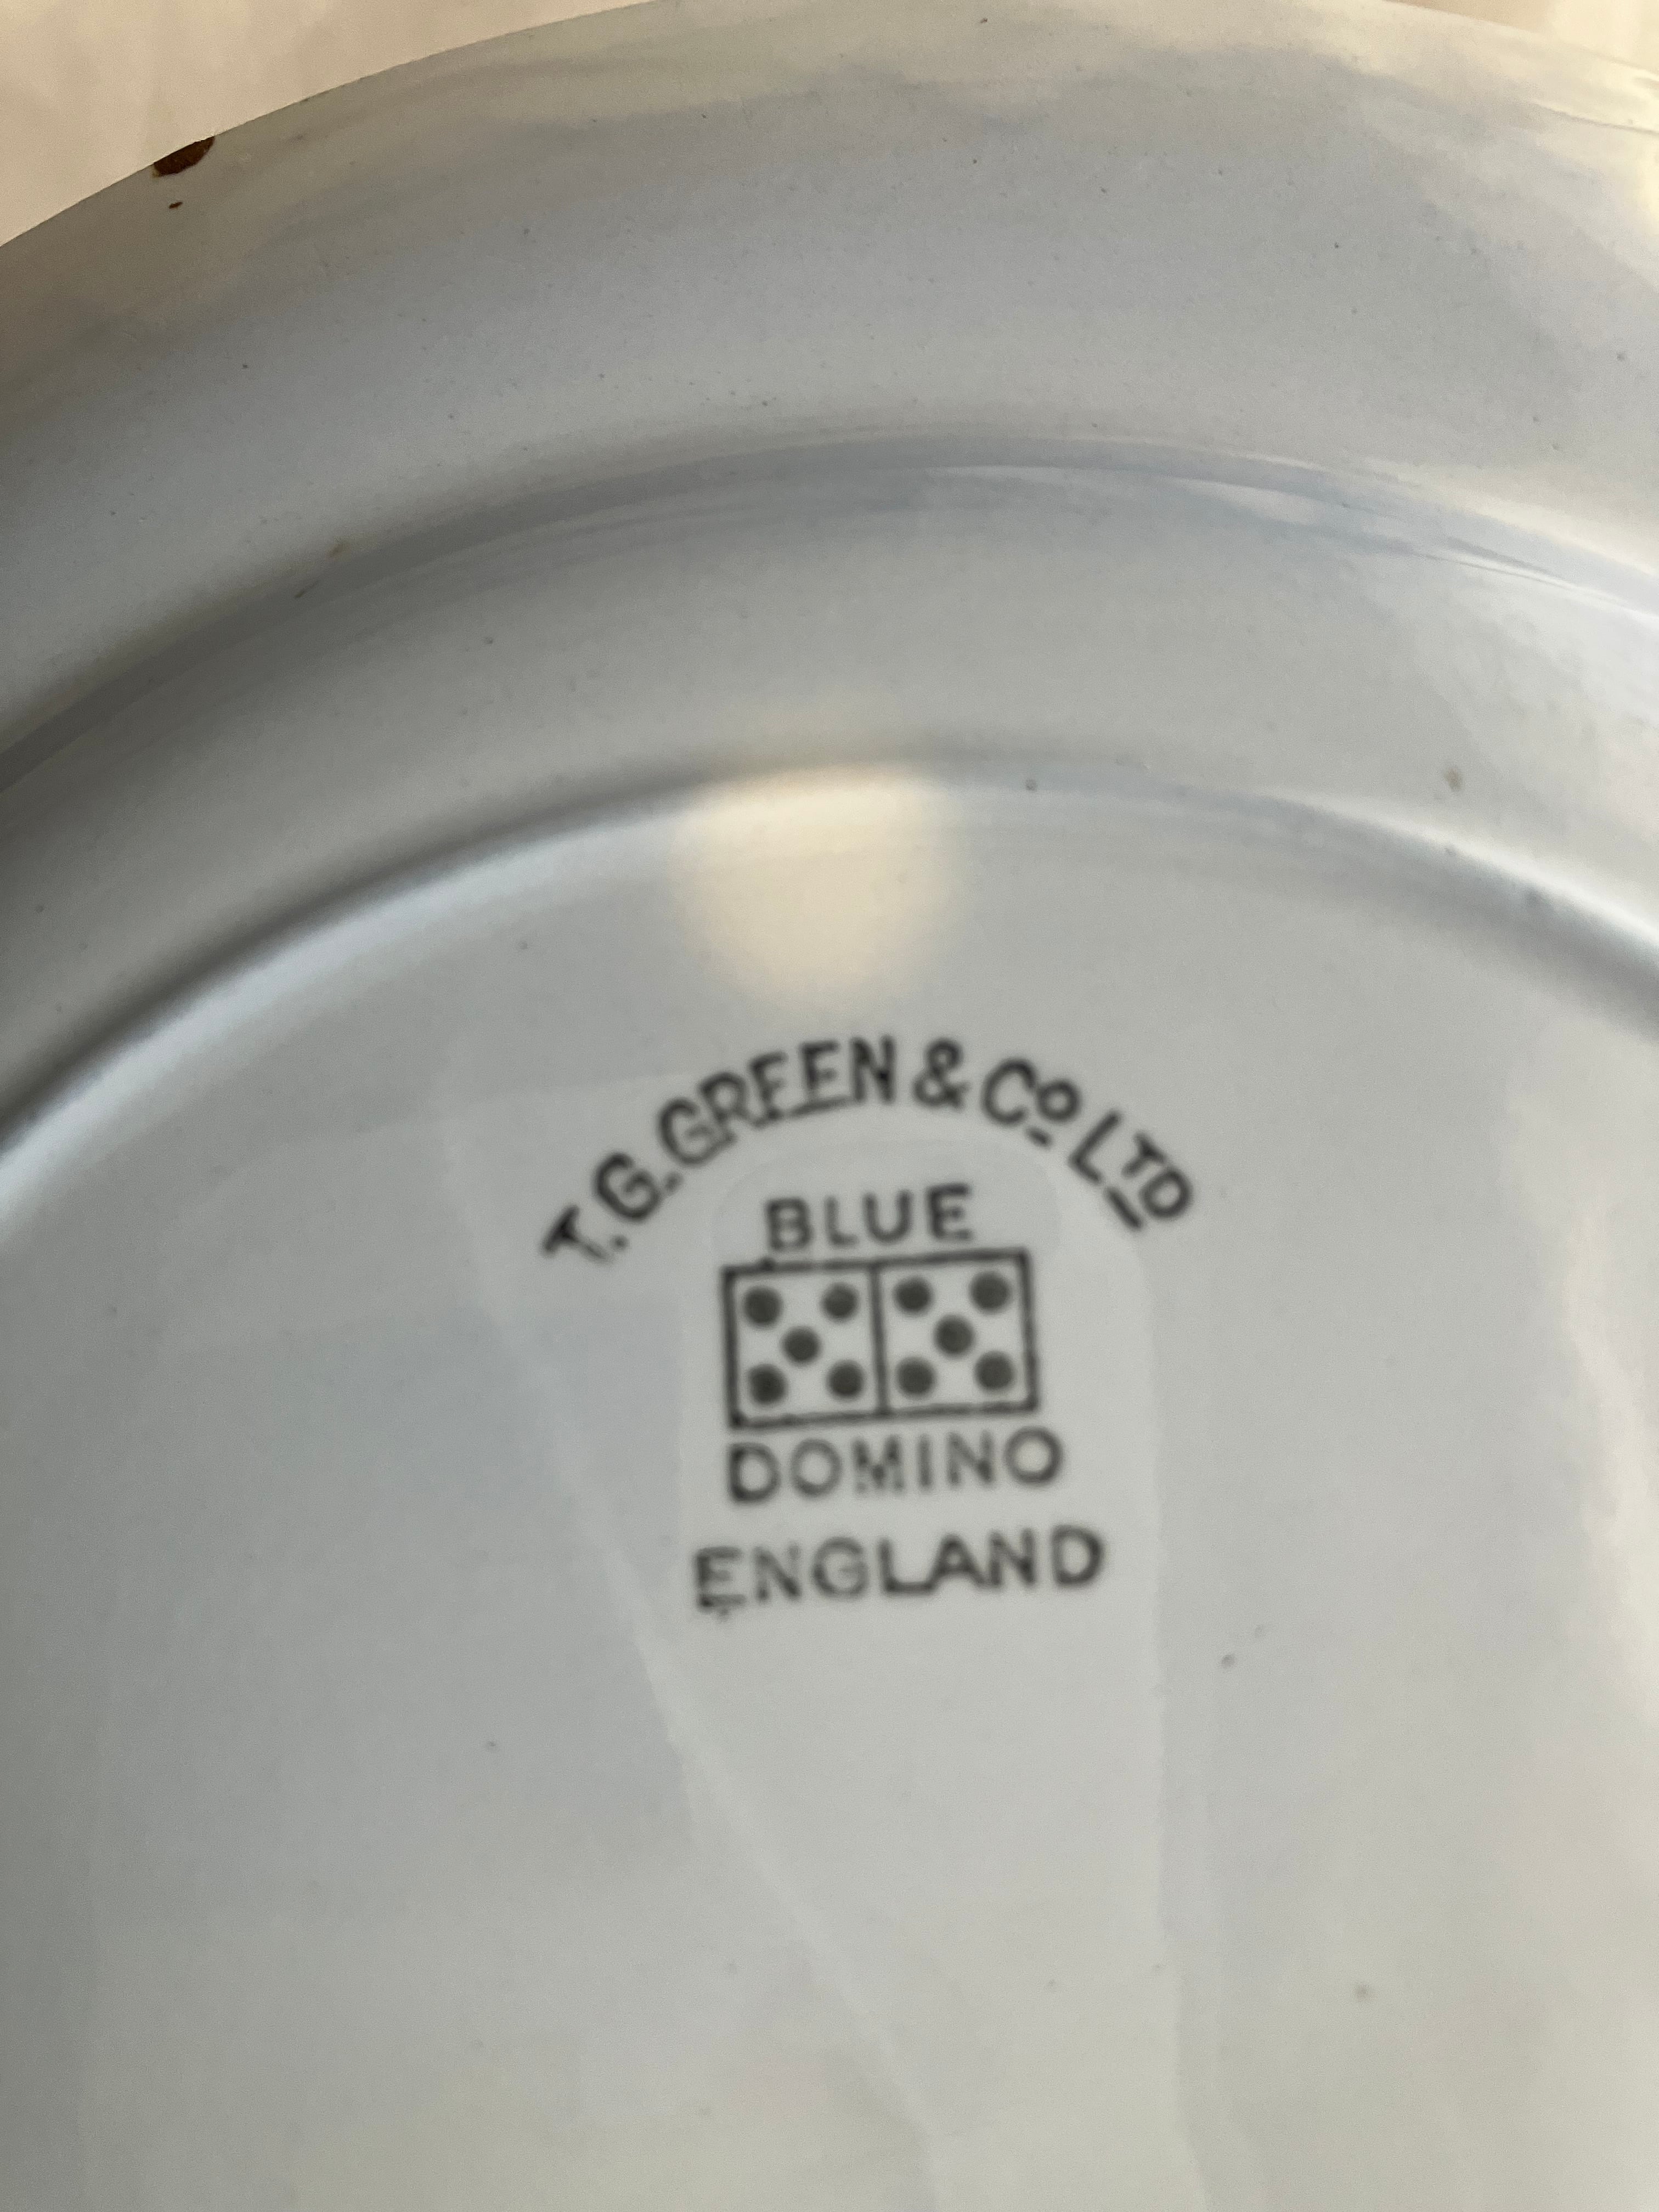 T.G.GREEN & Co LTD
BLUE
DOMINO
ENGLAND